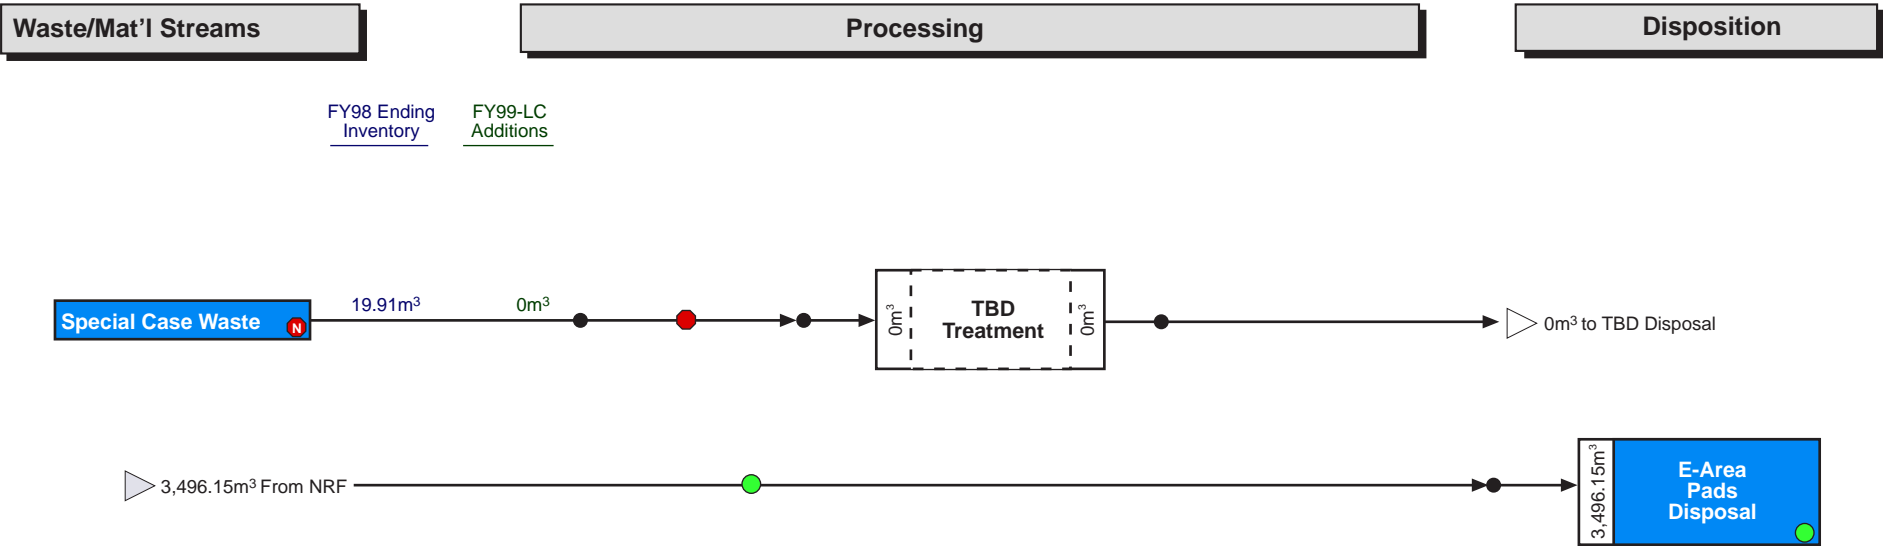 Waste/Mat'l Streams
Processing
Disposition
FY98 Ending
Inventory
FY99-LC
Additions
Special Case Waste
N
19.91m³
0m³
0m³
TBD
Treatment
0m³
0m³ to TBD Disposal
3,496.15m³ From NRF
3,496.15m³
E-Area
Pads
Disposal